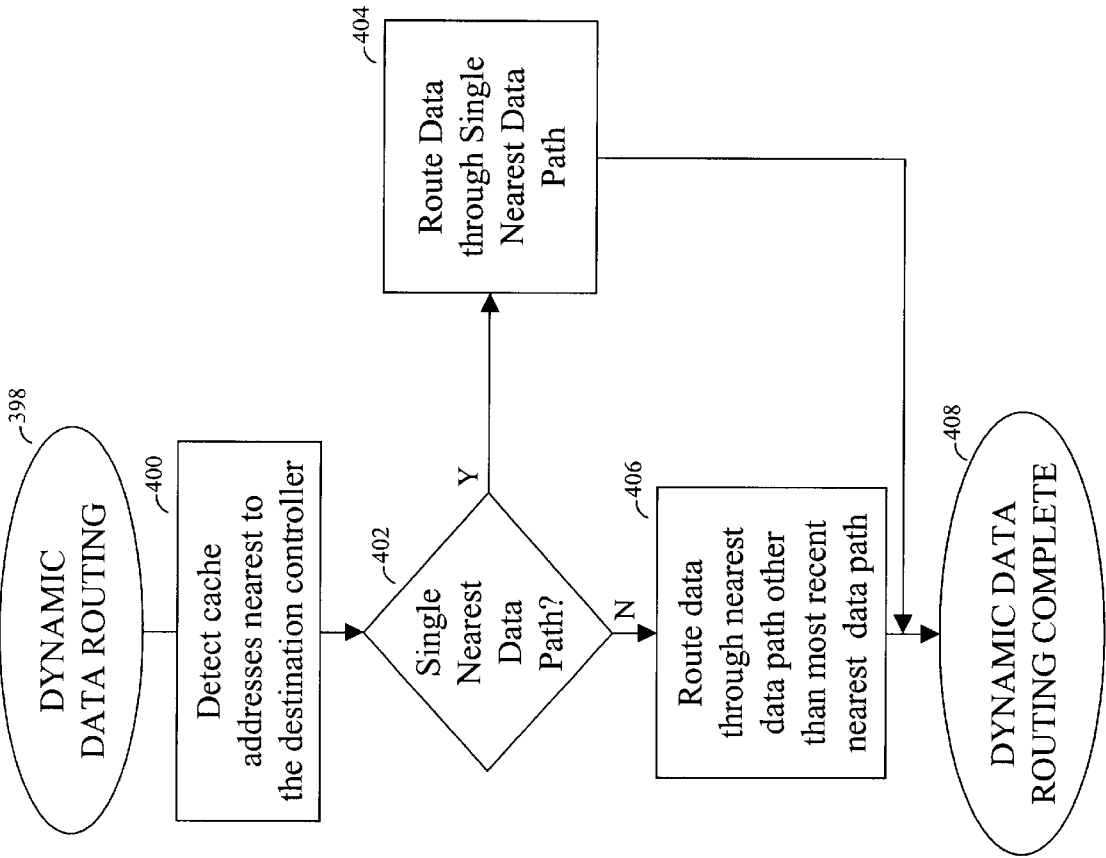 DYNAMIC
DATA ROUTING
398
Detect cache
addresses nearest to
the destination controller
400
Single
Nearest
Data
Path?
402
Y
N
Route Data
through Single
Nearest Data
Path
404
Route data
through nearest
data path other
than most recent
nearest data path
406
DYNAMIC DATA
ROUTING COMPLETE
408